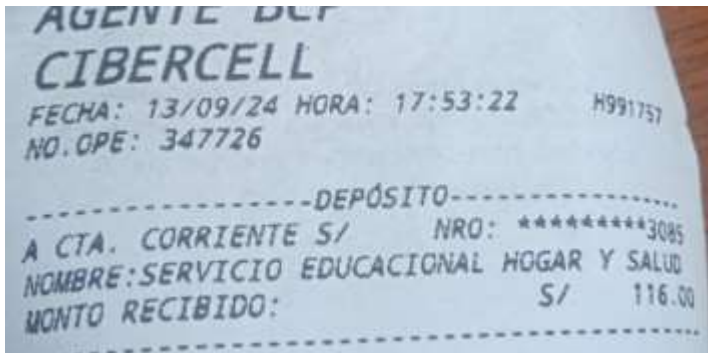 AGENTE BCP
CIBERCELL
FECHA: 13/09/24 HORA: 17:53:22 H991757
NO.OPE: 347726
------------------DEPÓSITO------------------
A CTA. CORRIENTE S/ NRO: *********3085
NOMBRE:SERVICIO EDUCACIONAL HOGAR Y SALUD
MONTO RECIBIDO: S/ 116.00